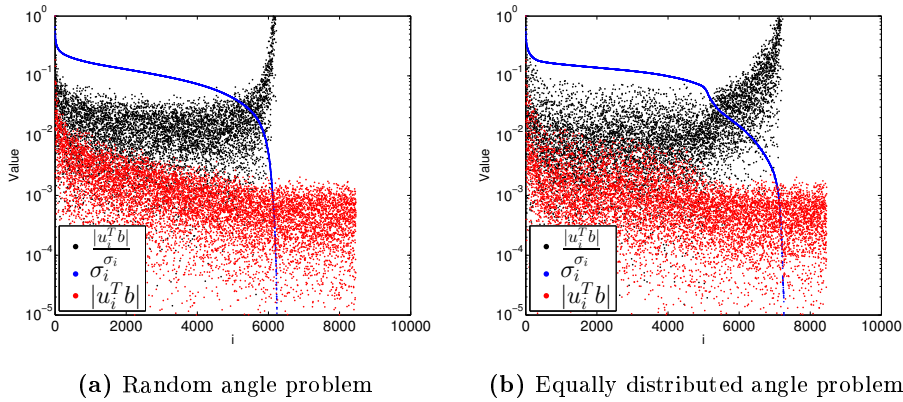 10^0
10^-1
10^-2
10^-3
10^-4
10^-5
Value
|u_i^T b| / σ_i
σ_i
|u_i^T b|
0 2000 4000 6000 8000 10000
i
(a) Random angle problem
10^0
10^-1
10^-2
10^-3
10^-4
10^-5
Value
|u_i^T b| / σ_i
σ_i
|u_i^T b|
0 2000 4000 6000 8000 10000
i
(b) Equally distributed angle problem